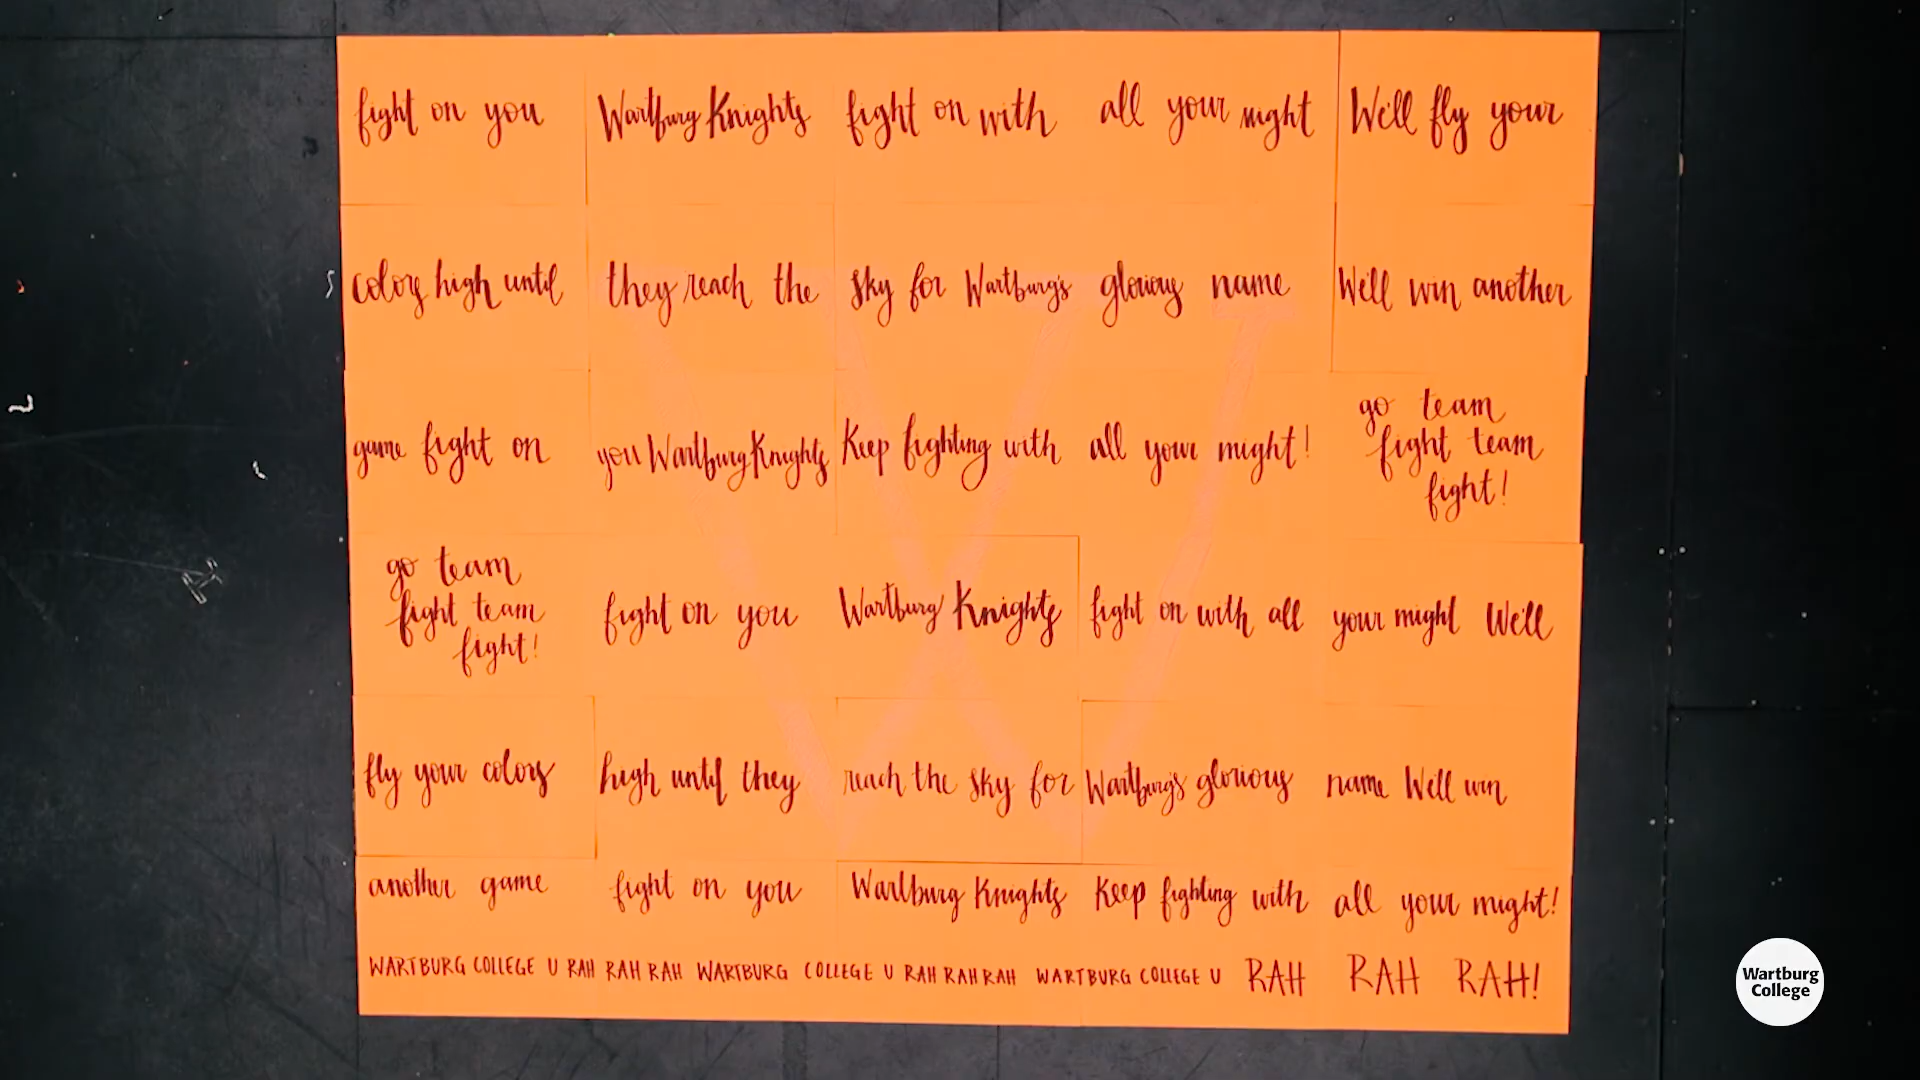 fight on you Wartburg Knights fight on with all your might We'll fly your
colors high until they reach the sky for Wartburg's glorious name We'll win another
game fight on you Wartburg Knights Keep fighting with all your might! go team
fight team
fight!
go team
fight team
fight! fight on you Wartburg Knights fight on with all your might We'll
fly your colors high until they reach the sky for Wartburg's glorious name We'll win
another game fight on you Wartburg Knights Keep fighting with all your might!
WARTBURG COLLEGE U RAH RAH RAH WARTBURG COLLEGE U RAH RAH RAH WARTBURG COLLEGE U RAH RAH RAH!
Wartburg
College